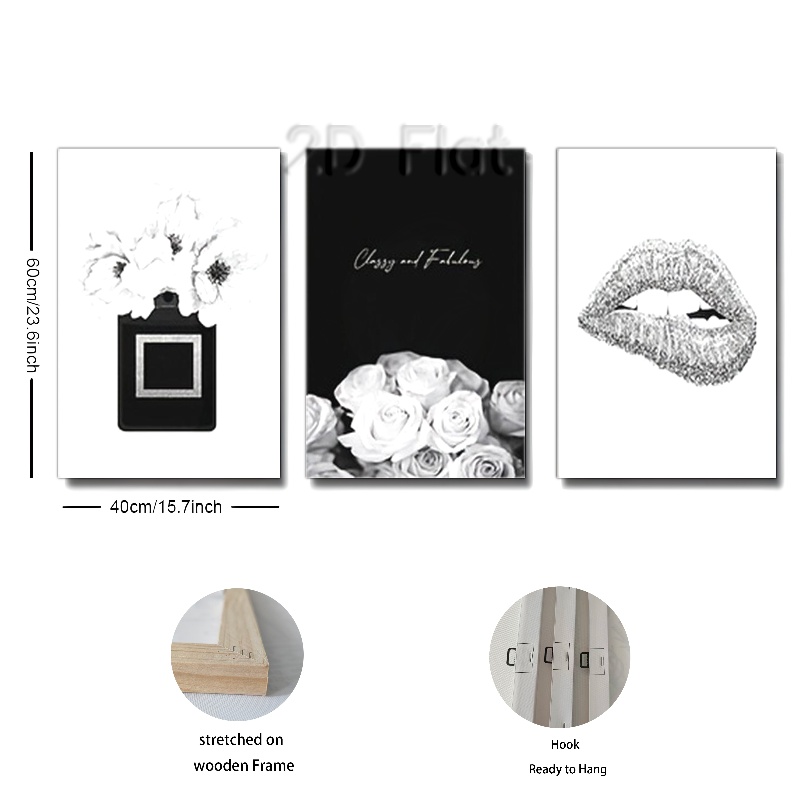 2D Flat
Classy and Fabulous
60cm/23.6inch
40cm/15.7inch
stretched on
wooden Frame
Hook
Ready to Hang